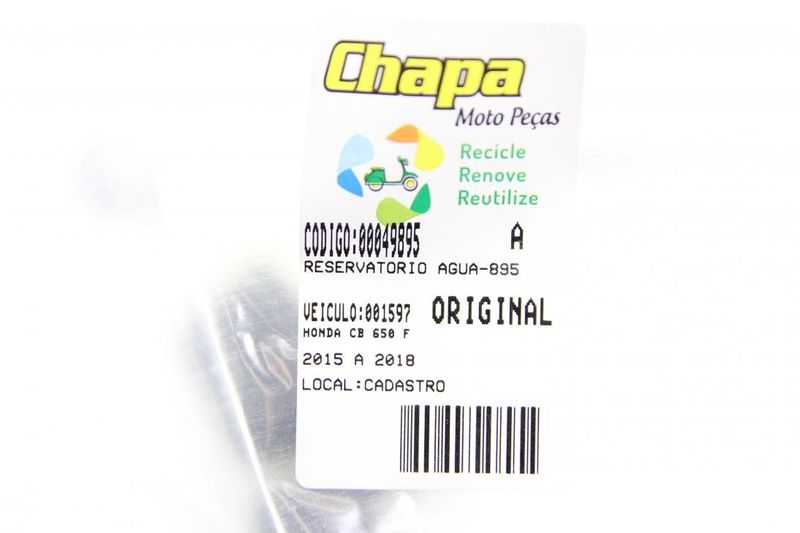 Chapa
Moto Peças
Recicle
Renove
Reutilize
CODIGO:00049895 A
RESERVATORIO AGUA-895
VEICULO:001597 ORIGINAL
HONDA CB 650 F
2015 A 2018
LOCAL:CADASTRO